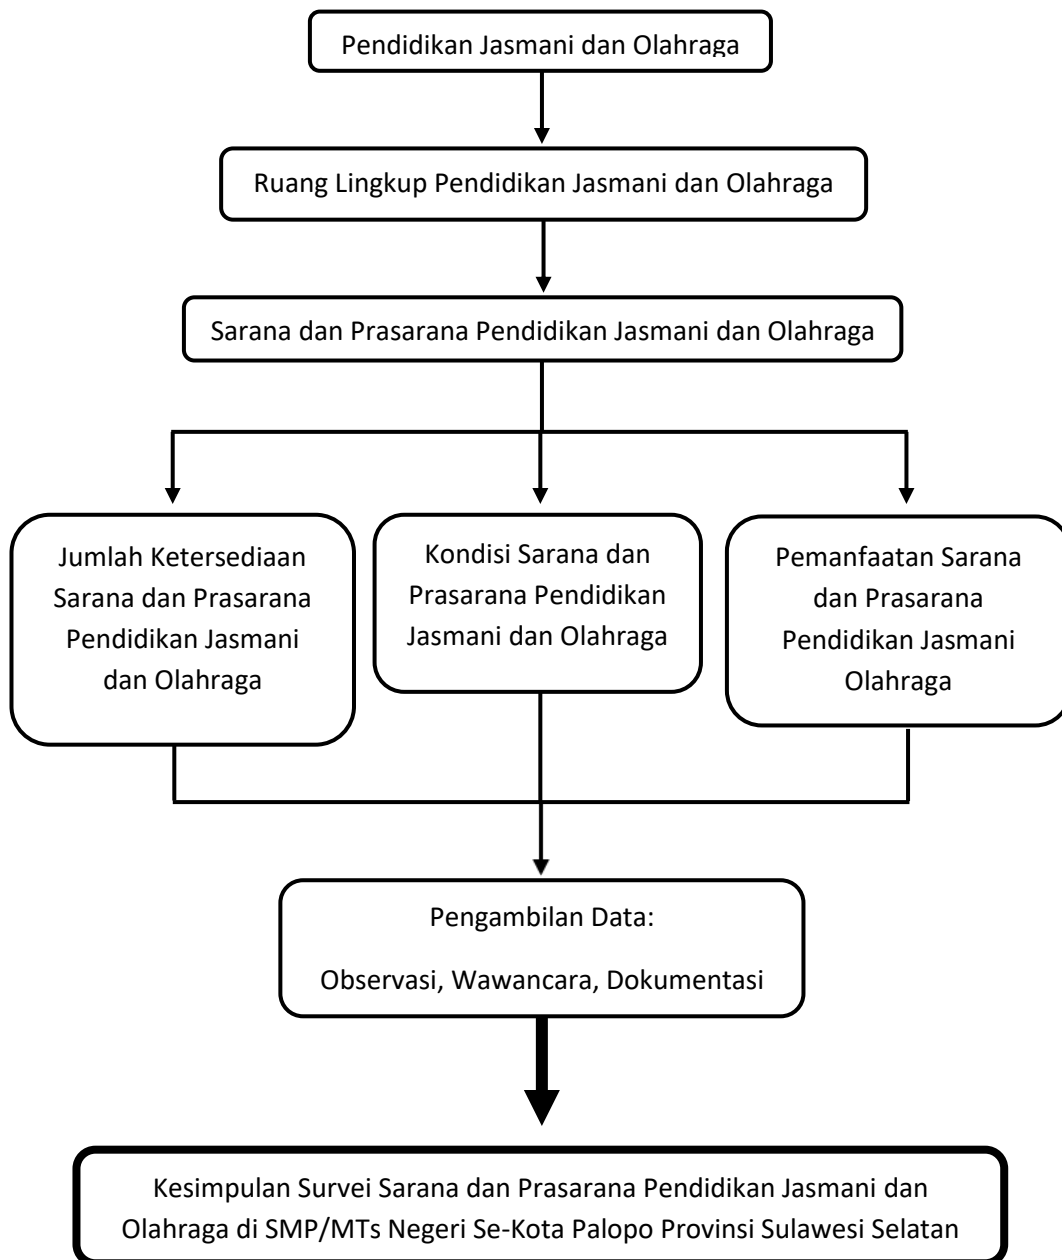 Pendidikan Jasmani dan Olahraga
Ruang Lingkup Pendidikan Jasmani dan Olahraga
Sarana dan Prasarana Pendidikan Jasmani dan Olahraga
Jumlah Ketersediaan
Sarana dan Prasarana
Pendidikan Jasmani
dan Olahraga
Kondisi Sarana dan
Prasarana Pendidikan
Jasmani dan Olahraga
Pemanfaatan Sarana
dan Prasarana
Pendidikan Jasmani
Olahraga
Pengambilan Data:
Observasi, Wawancara, Dokumentasi
Kesimpulan Survei Sarana dan Prasarana Pendidikan Jasmani dan
Olahraga di SMP/MTs Negeri Se-Kota Palopo Provinsi Sulawesi Selatan